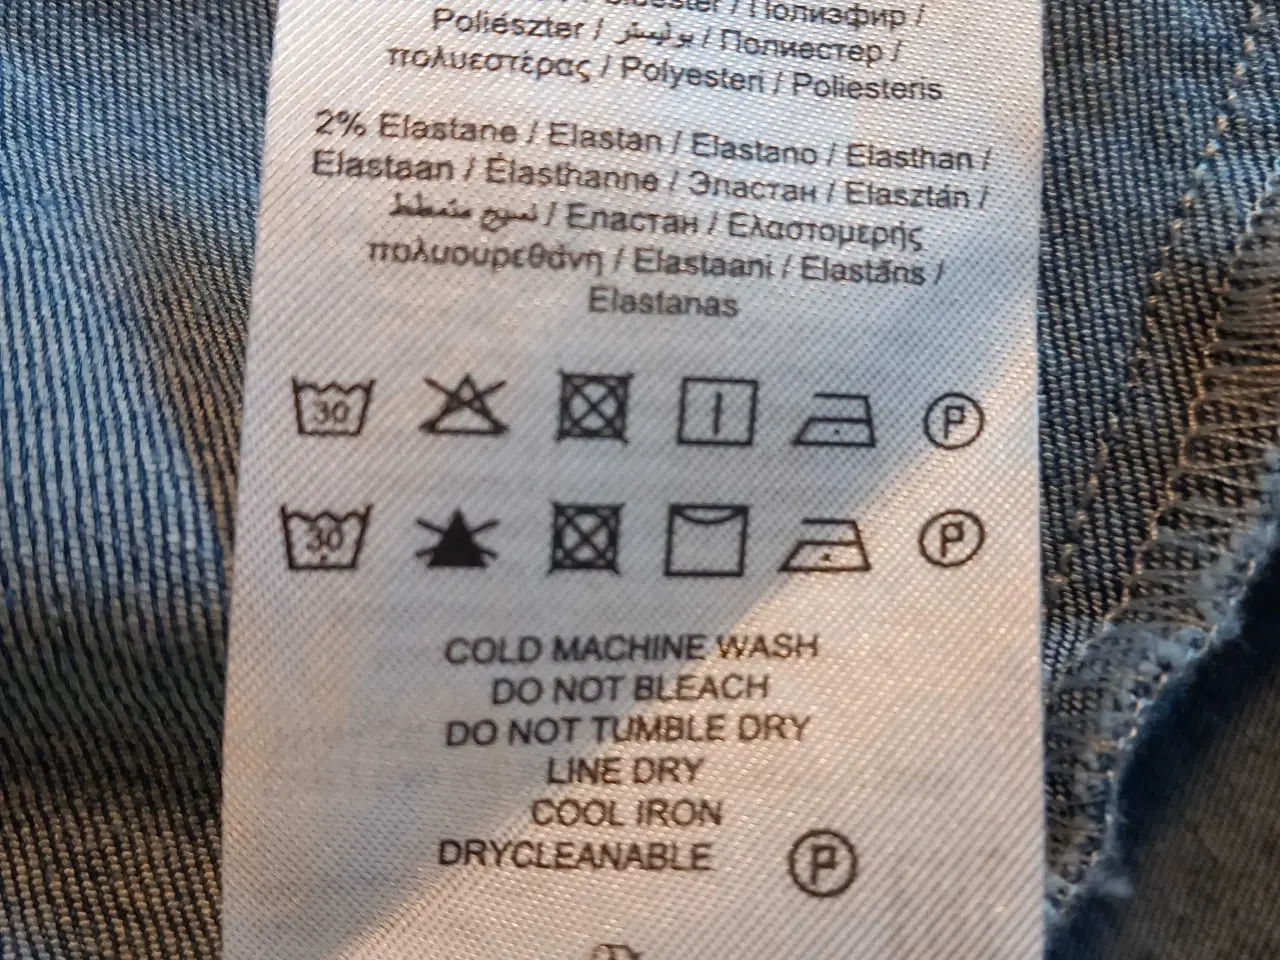 Poliészter / بوليستر / Полиестер /
πολυεστέρας / Polyesteri / Poliesteris
2% Elastane / Elastan / Elastano / Elasthan /
Elastaan / Élasthanne / Эластан / Elasztán /
نسيج متمطط / Еластан / Ελαστομερής
πολυουρεθάνη / Elastaani / Elastāns /
Elastanas
30 P
30 P
COLD MACHINE WASH
DO NOT BLEACH
DO NOT TUMBLE DRY
LINE DRY
COOL IRON
DRYCLEANABLE P